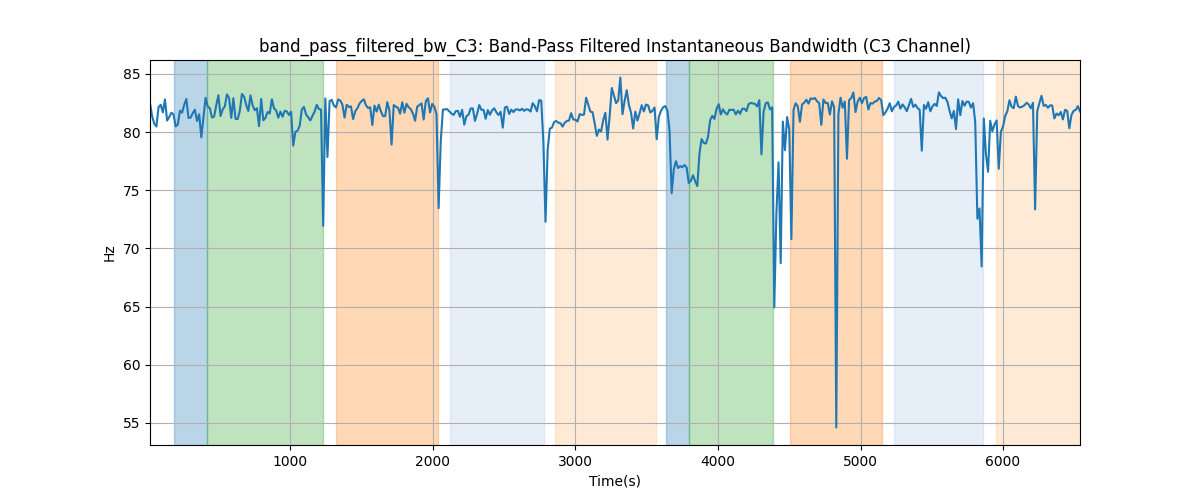 band_pass_filtered_bw_C3: Band-Pass Filtered Instantaneous Bandwidth (C3 Channel)
85
80
75
70
65
60
55
Hz
1000 2000 3000 4000 5000 6000
Time(s)